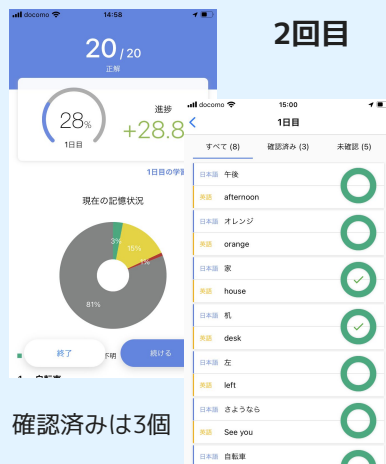 2回目
docomo 14:58
20 / 20
正解
28%
1日目
進捗
+28.8
1日目の学習
現在の記憶状況
3%
15%
1%
81%
不明
終了
続ける
docomo 15:00
1日目
すべて (8) 確認済み (3) 未確認 (5)
日本語 午後
英語 afternoon
日本語 オレンジ
英語 orange
日本語 家
英語 house
日本語 机
英語 desk
日本語 左
英語 left
日本語 さようなら
英語 See you
日本語 自転車
確認済みは3個